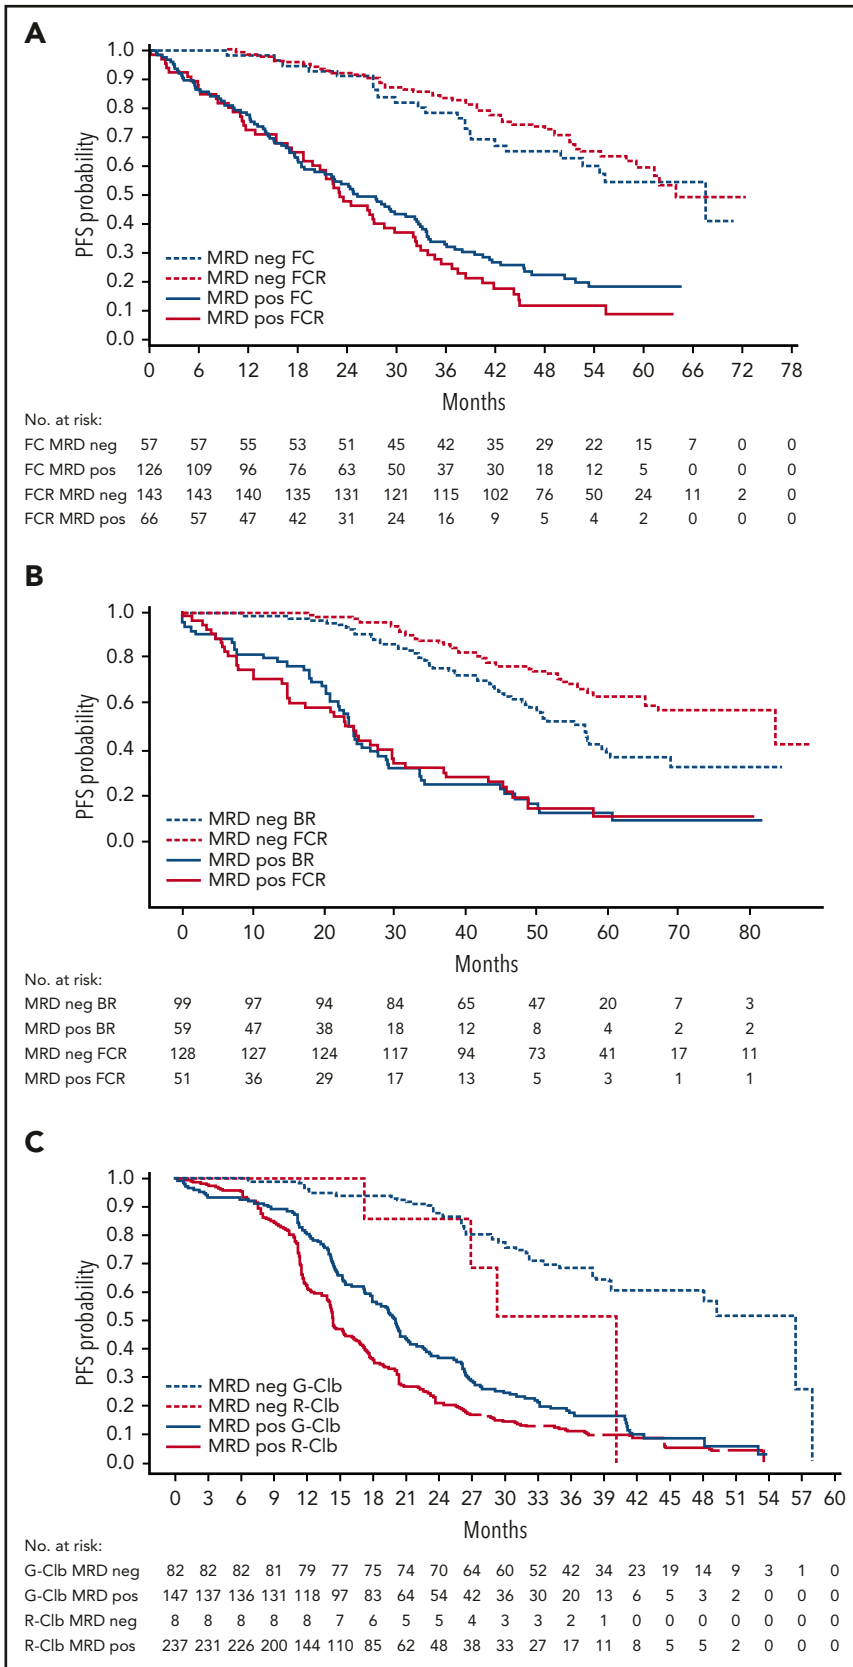 A
1.0
0.9
0.8
0.7
0.6
0.5
0.4
0.3
0.2
0.1
0.0
PFS probability
MRD neg FC
MRD neg FCR
MRD pos FC
MRD pos FCR
0 6 12 18 24 30 36 42 48 54 60 66 72 78
Months
No. at risk:
FC MRD neg 57 57 55 53 51 45 42 35 29 22 15 7 0 0
FC MRD pos 126 109 96 76 63 50 37 30 18 12 5 0 0 0
FCR MRD neg 143 143 140 135 131 121 115 102 76 50 24 11 2 0
FCR MRD pos 66 57 47 42 31 24 16 9 5 4 2 0 0 0
B
1.0
0.8
0.6
0.4
0.2
0.0
PFS probability
MRD neg BR
MRD neg FCR
MRD pos BR
MRD pos FCR
0 10 20 30 40 50 60 70 80
Months
No. at risk:
MRD neg BR 99 97 94 84 65 47 20 7 3
MRD pos BR 59 47 38 18 12 8 4 2 2
MRD neg FCR 128 127 124 117 94 73 41 17 11
MRD pos FCR 51 36 29 17 13 5 3 1 1
C
1.0
0.9
0.8
0.7
0.6
0.5
0.4
0.3
0.2
0.1
0.0
PFS probability
MRD neg G-Clb
MRD neg R-Clb
MRD pos G-Clb
MRD pos R-Clb
0 3 6 9 12 15 18 21 24 27 30 33 36 39 42 45 48 51 54 57 60
Months
No. at risk:
G-Clb MRD neg 82 82 82 81 79 77 75 74 70 64 60 52 42 34 23 19 14 9 3 1 0
G-Clb MRD pos 147 137 136 131 118 97 83 64 54 42 36 30 20 13 6 5 3 2 0 0 0
R-Clb MRD neg 8 8 8 8 8 7 6 5 5 4 3 3 2 1 0 0 0 0 0 0 0
R-Clb MRD pos 237 231 226 200 144 110 85 62 48 38 33 27 17 11 8 5 5 2 0 0 0